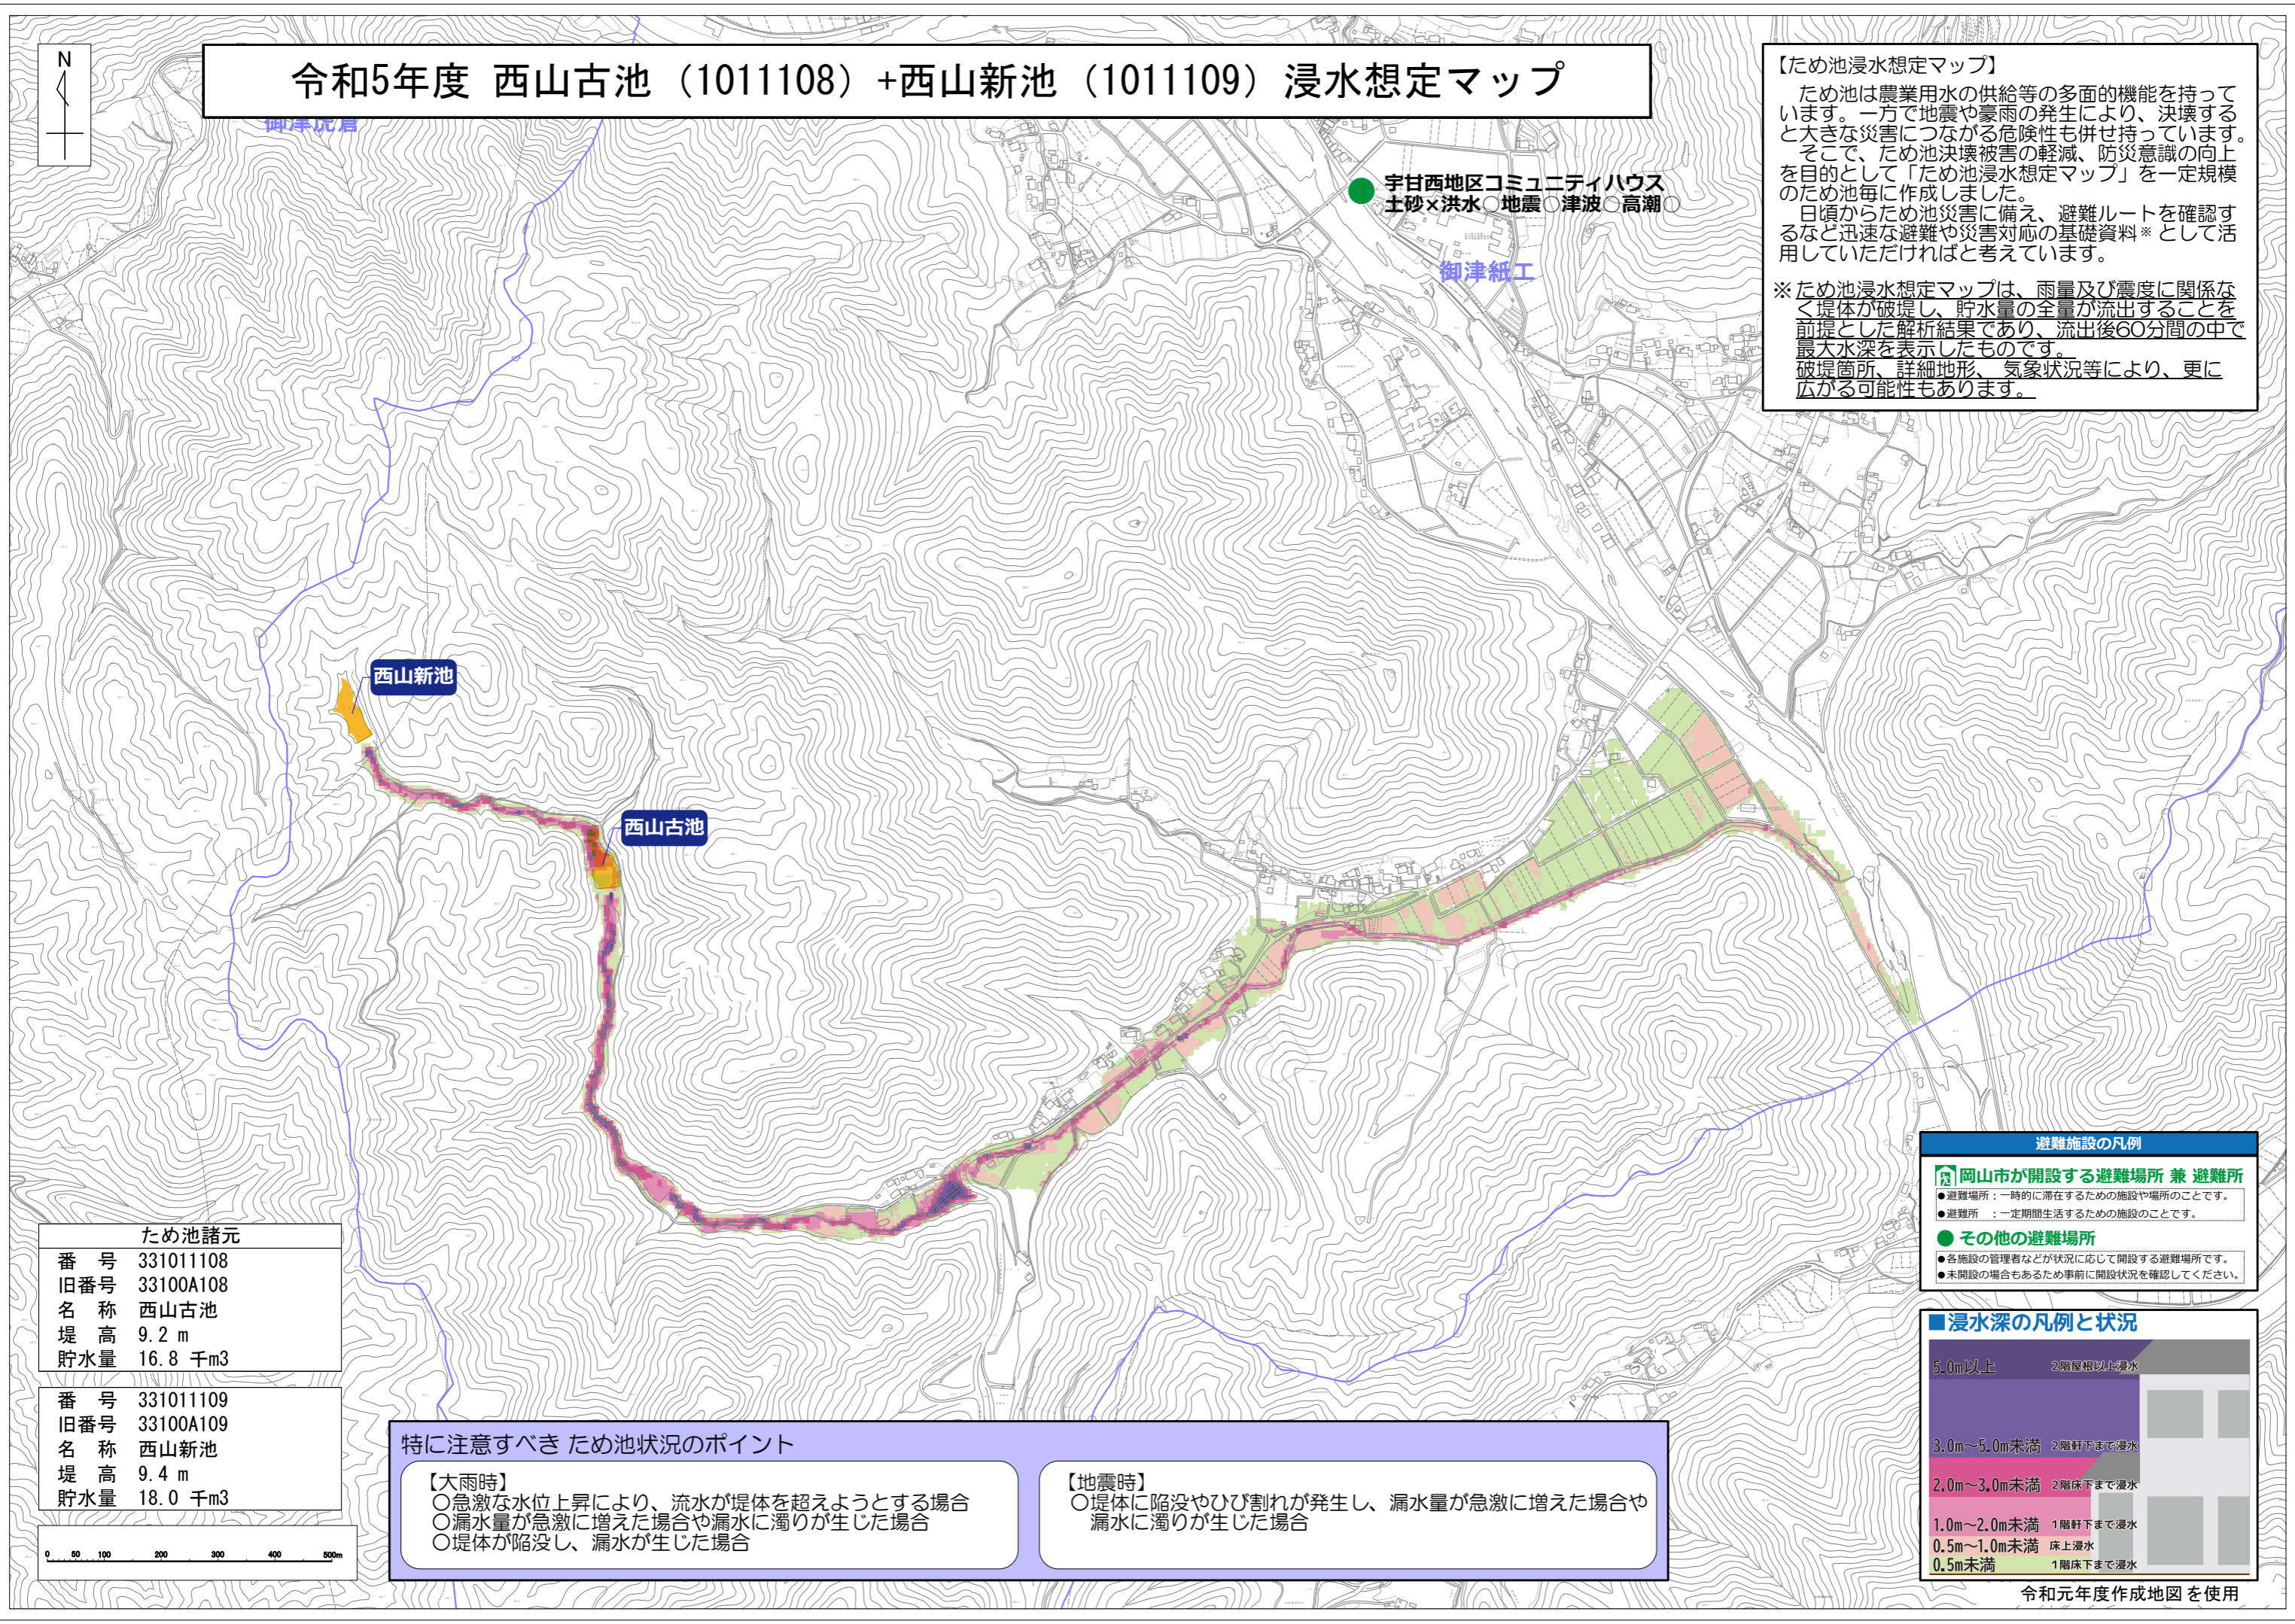 N
令和5年度 西山古池（1011108）+西山新池（1011109）浸水想定マップ
【ため池浸水想定マップ】
ため池は農業用水の供給等の多面的機能を持って
います。一方で地震や豪雨の発生により、決壊する
と大きな災害につながる危険性も併せ持っています。
そこで、ため池決壊被害の軽減、防災意識の向上
を目的として「ため池浸水想定マップ」を一定規模
のため池毎に作成しました。
日頃からため池災害に備え、避難ルートを確認す
るなど迅速な避難や災害対応の基礎資料※として活
用していただければと考えています。
※ため池浸水想定マップは、雨量及び震度に関係な
く堤体が破堤し、貯水量の全量が流出することを
前提とした解析結果であり、流出後60分間の中で
最大水深を表示したものです。
破堤箇所、詳細地形、 気象状況等により、更に
広がる可能性もあります。
御津虎倉
宇甘西地区コミュニティハウス
土砂×洪水○地震○津波○高潮○
御津紙工
西山新池
西山古池
ため池諸元
番　号 331011108
旧番号 33100A108
名　称 西山古池
堤　高 9.2 m
貯水量 16.8 千m3
番　号 331011109
旧番号 33100A109
名　称 西山新池
堤　高 9.4 m
貯水量 18.0 千m3
0 50 100 200 300 400 500m
特に注意すべき ため池状況のポイント
【大雨時】
○急激な水位上昇により、流水が堤体を超えようとする場合
○漏水量が急激に増えた場合や漏水に濁りが生じた場合
○堤体が陥没し、漏水が生じた場合
【地震時】
○堤体に陥没やひび割れが発生し、漏水量が急激に増えた場合や
漏水に濁りが生じた場合
避難施設の凡例
岡山市が開設する避難場所 兼 避難所
●避難場所：一時的に滞在するための施設や場所のことです。
●避難所　：一定期間生活するための施設のことです。
● その他の避難場所
●各施設の管理者などが状況に応じて開設する避難場所です。
●未開設の場合もあるため事前に開設状況を確認してください。
■浸水深の凡例と状況
5.0m以上 2階屋根以上浸水
3.0m～5.0m未満 2階軒下まで浸水
2.0m～3.0m未満 2階床下まで浸水
1.0m～2.0m未満 1階軒下まで浸水
0.5m～1.0m未満 床上浸水
0.5m未満 1階床下まで浸水
令和元年度作成地図を使用